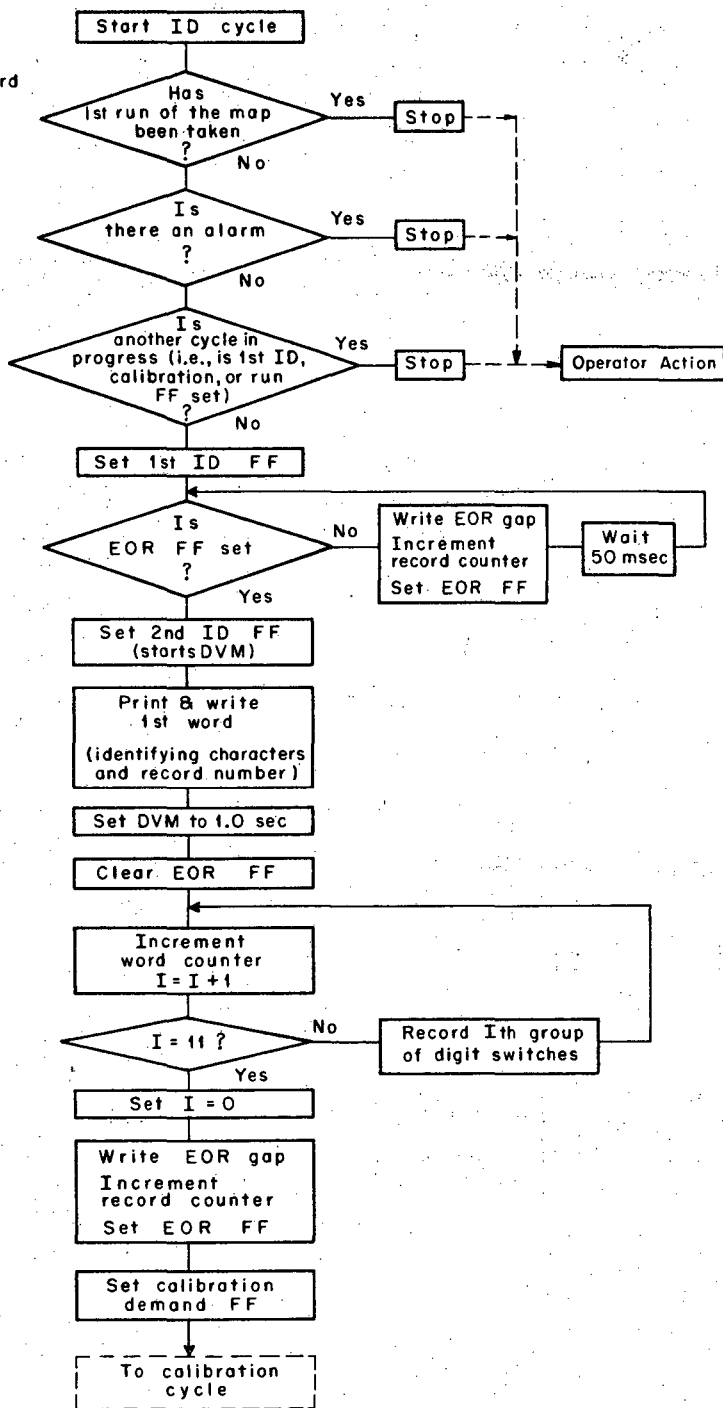 Start ID cycle
rd
Has
1st run of the map
been taken
?
Yes
Stop
No
Is
there an alarm
?
Yes
Stop
No
Is
another cycle in
progress (i.e., is 1st ID,
calibration, or run
FF set)
?
Yes
Stop
Operator Action
No
Set 1st ID FF
Is
EOR FF set
?
No
Write EOR gap
Increment
record counter
Set EOR FF
Wait
50 msec
Yes
Set 2nd ID FF
(starts DVM)
Print & write
1st word
(identifying characters
and record number)
Set DVM to 1.0 sec
Clear EOR FF
Increment
word counter
I = I + 1
I = 11 ?
No
Record Ith group
of digit switches
Yes
Set I = 0
Write EOR gap
Increment
record counter
Set EOR FF
Set calibration
demand FF
To calibration
cycle